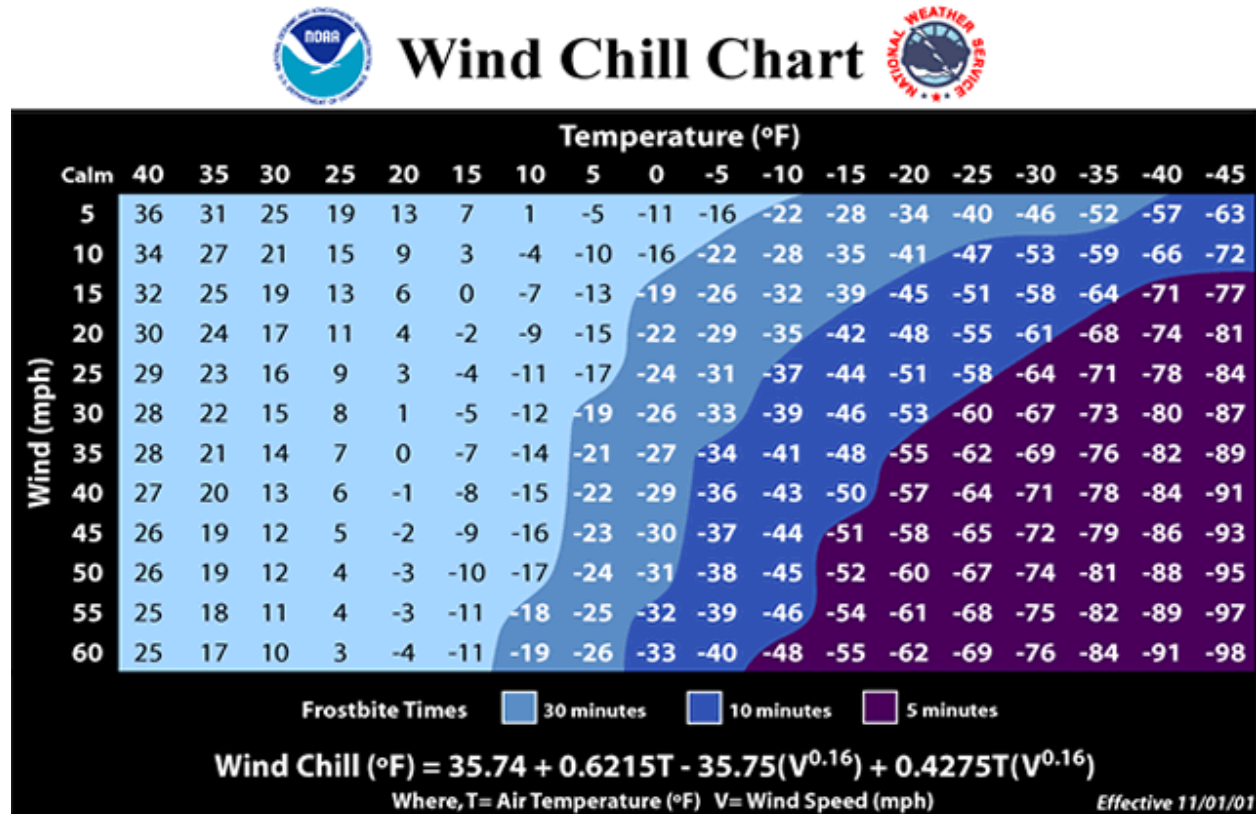 NOAA
NATIONAL OCEANIC AND ATMOSPHERIC ADMINISTRATION
U.S. DEPARTMENT OF COMMERCE
Wind Chill Chart
NATIONAL WEATHER SERVICE
Temperature (ºF)
Calm 40 35 30 25 20 15 10 5 0 -5 -10 -15 -20 -25 -30 -35 -40 -45
Wind (mph)
5 36 31 25 19 13 7 1 -5 -11 -16 -22 -28 -34 -40 -46 -52 -57 -63
10 34 27 21 15 9 3 -4 -10 -16 -22 -28 -35 -41 -47 -53 -59 -66 -72
15 32 25 19 13 6 0 -7 -13 -19 -26 -32 -39 -45 -51 -58 -64 -71 -77
20 30 24 17 11 4 -2 -9 -15 -22 -29 -35 -42 -48 -55 -61 -68 -74 -81
25 29 23 16 9 3 -4 -11 -17 -24 -31 -37 -44 -51 -58 -64 -71 -78 -84
30 28 22 15 8 1 -5 -12 -19 -26 -33 -39 -46 -53 -60 -67 -73 -80 -87
35 28 21 14 7 0 -7 -14 -21 -27 -34 -41 -48 -55 -62 -69 -76 -82 -89
40 27 20 13 6 -1 -8 -15 -22 -29 -36 -43 -50 -57 -64 -71 -78 -84 -91
45 26 19 12 5 -2 -9 -16 -23 -30 -37 -44 -51 -58 -65 -72 -79 -86 -93
50 26 19 12 4 -3 -10 -17 -24 -31 -38 -45 -52 -60 -67 -74 -81 -88 -95
55 25 18 11 4 -3 -11 -18 -25 -32 -39 -46 -54 -61 -68 -75 -82 -89 -97
60 25 17 10 3 -4 -11 -19 -26 -33 -40 -48 -55 -62 -69 -76 -84 -91 -98
Frostbite Times 30 minutes 10 minutes 5 minutes
Wind Chill (ºF) = 35.74 + 0.6215T - 35.75(V^0.16) + 0.4275T(V^0.16)
Where, T= Air Temperature (ºF) V= Wind Speed (mph) Effective 11/01/01